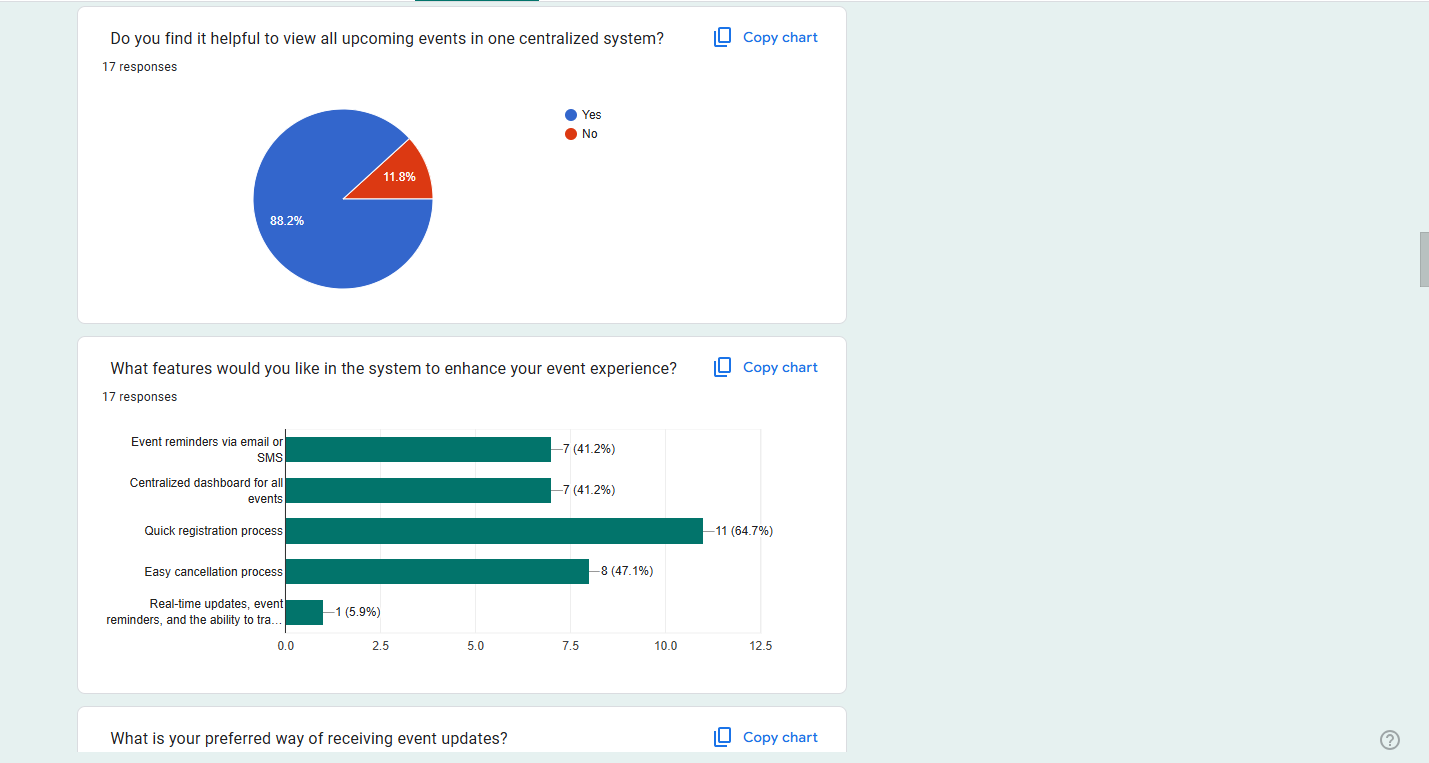 Do you find it helpful to view all upcoming events in one centralized system?
Copy chart
17 responses
Yes
No
11.8%
88.2%
What features would you like in the system to enhance your event experience?
Copy chart
17 responses
Event reminders via email or
SMS
7 (41.2%)
Centralized dashboard for all
events
7 (41.2%)
Quick registration process
11 (64.7%)
Easy cancellation process
8 (47.1%)
Real-time updates, event
reminders, and the ability to tra...
1 (5.9%)
0.0
2.5
5.0
7.5
10.0
12.5
What is your preferred way of receiving event updates?
Copy chart